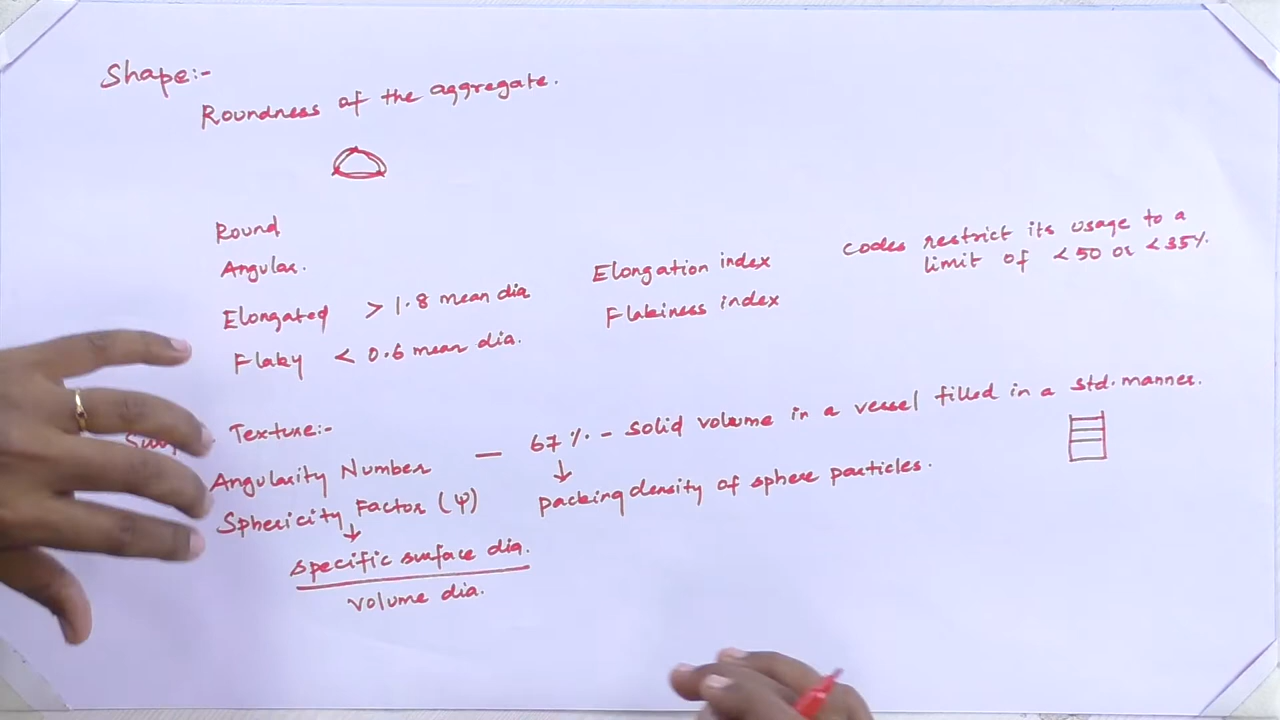 Shape:-
Roundness of the aggregate.
Round
Angular.
Elongated > 1.8 mean dia
Flaky < 0.6 mean dia.
Elongation index
Flakiness index
codes restrict its usage to a
limit of < 50 or < 35%.
Texture:-
Angularity Number — 67% - solid volume in a vessel filled in a std. manner.
↓
packing density of sphere particles.
Sphericity Factor (ψ)
↓
specific surface dia.
volume dia.